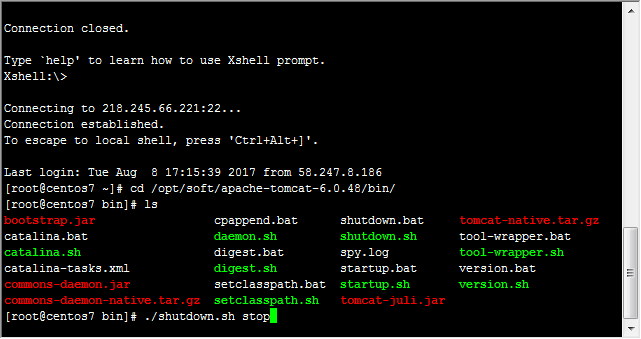 Connection closed.
Type `help' to learn how to use Xshell prompt.
Xshell:\>
Connecting to 218.245.66.221:22...
Connection established.
To escape to local shell, press 'Ctrl+Alt+]'.
Last login: Tue Aug  8 17:15:39 2017 from 58.247.8.186
[root@centos7 ~]# cd /opt/soft/apache-tomcat-6.0.48/bin/
[root@centos7 bin]# ls
bootstrap.jar cpappend.bat shutdown.bat tomcat-native.tar.gz
catalina.bat daemon.sh shutdown.sh tool-wrapper.bat
catalina.sh digest.bat spy.log tool-wrapper.sh
catalina-tasks.xml digest.sh startup.bat version.bat
commons-daemon.jar setclasspath.bat startup.sh version.sh
commons-daemon-native.tar.gz setclasspath.sh tomcat-juli.jar
[root@centos7 bin]# ./shutdown.sh stop